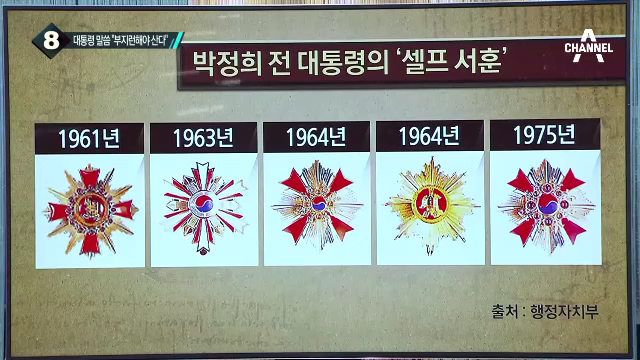 8
대통령 말씀 "부지런해야 산다"
CHANNEL A
박정희 전 대통령의 '셀프 서훈'
1961년
1963년
1964년
1964년
1975년
출처 : 행정자치부